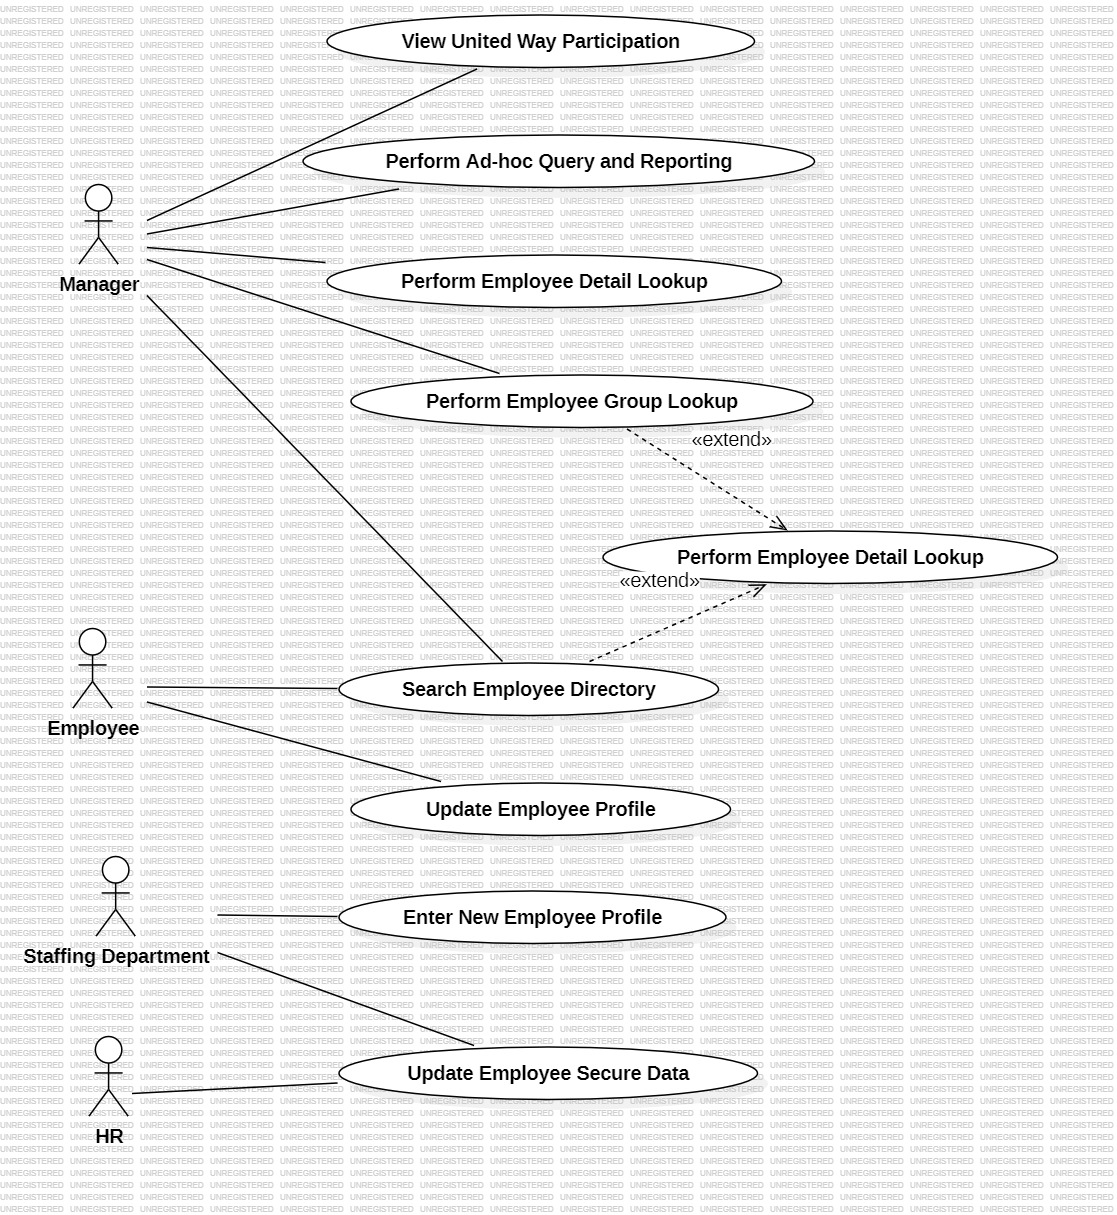 View United Way Participation
Perform Ad-hoc Query and Reporting
Manager
Perform Employee Detail Lookup
Perform Employee Group Lookup
«extend»
Perform Employee Detail Lookup
«extend»
Search Employee Directory
Employee
Update Employee Profile
Enter New Employee Profile
Staffing Department
Update Employee Secure Data
HR
UNREGISTERED